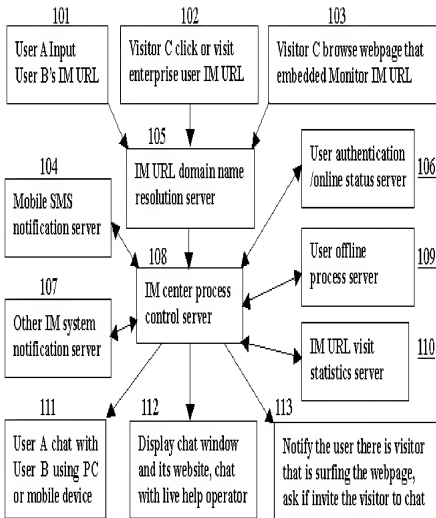 101
102
103
User A Input
User B's IM URL
Visitor C click or visit
enterprise user IM URL
Visitor C browse webpage that
embedded Monitor IM URL
105
IM URL domain name
resolution server
104
Mobile SMS
notification server
User authentication
/online status server
106
108
IM center process
control server
User offline
process server
109
107
Other IM system
notification server
IM URL visit
statistics server
110
111
112
113
User A chat with
User B using PC
or mobile device
Display chat window
and its website, chat
with live help operator
Notify the user there is visitor
that is surfing the webpage,
ask if invite the visitor to chat